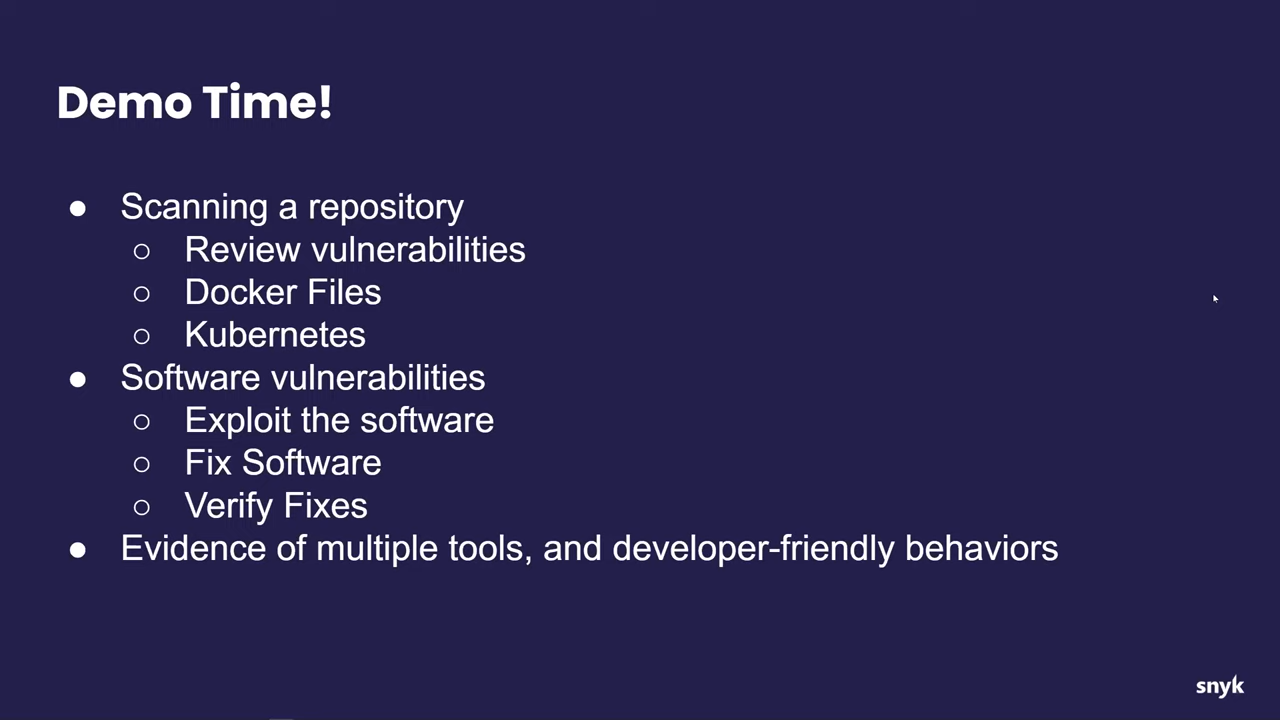 Demo Time!
● Scanning a repository
○ Review vulnerabilities
○ Docker Files
○ Kubernetes
● Software vulnerabilities
○ Exploit the software
○ Fix Software
○ Verify Fixes
● Evidence of multiple tools, and developer-friendly behaviors
snyk